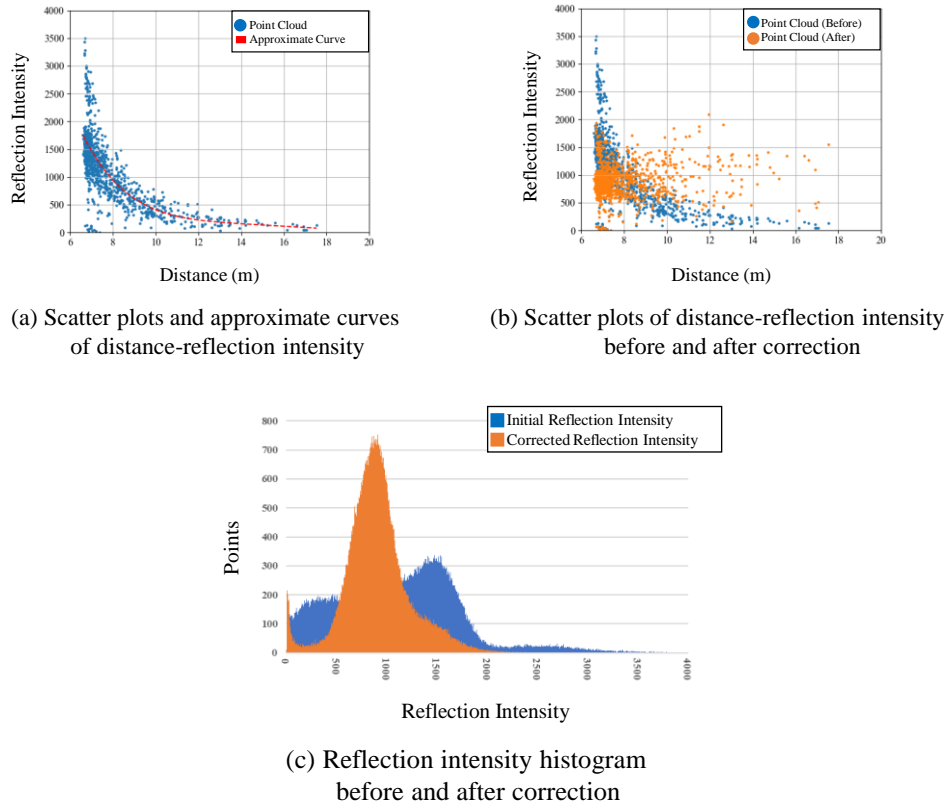 Point Cloud
Approximate Curve
Reflection Intensity
4000
3500
3000
2500
2000
1500
1000
500
0
6 8 10 12 14 16 18 20
Distance (m)
(a) Scatter plots and approximate curves
of distance-reflection intensity
Point Cloud (Before)
Point Cloud (After)
Reflection Intensity
4000
3500
3000
2500
2000
1500
1000
500
0
6 8 10 12 14 16 18 20
Distance (m)
(b) Scatter plots of distance-reflection intensity
before and after correction
Initial Reflection Intensity
Corrected Reflection Intensity
Points
800
700
600
500
400
300
200
100
0
0 500 1000 1500 2000 2500 3000 3500 4000
Reflection Intensity
(c) Reflection intensity histogram
before and after correction